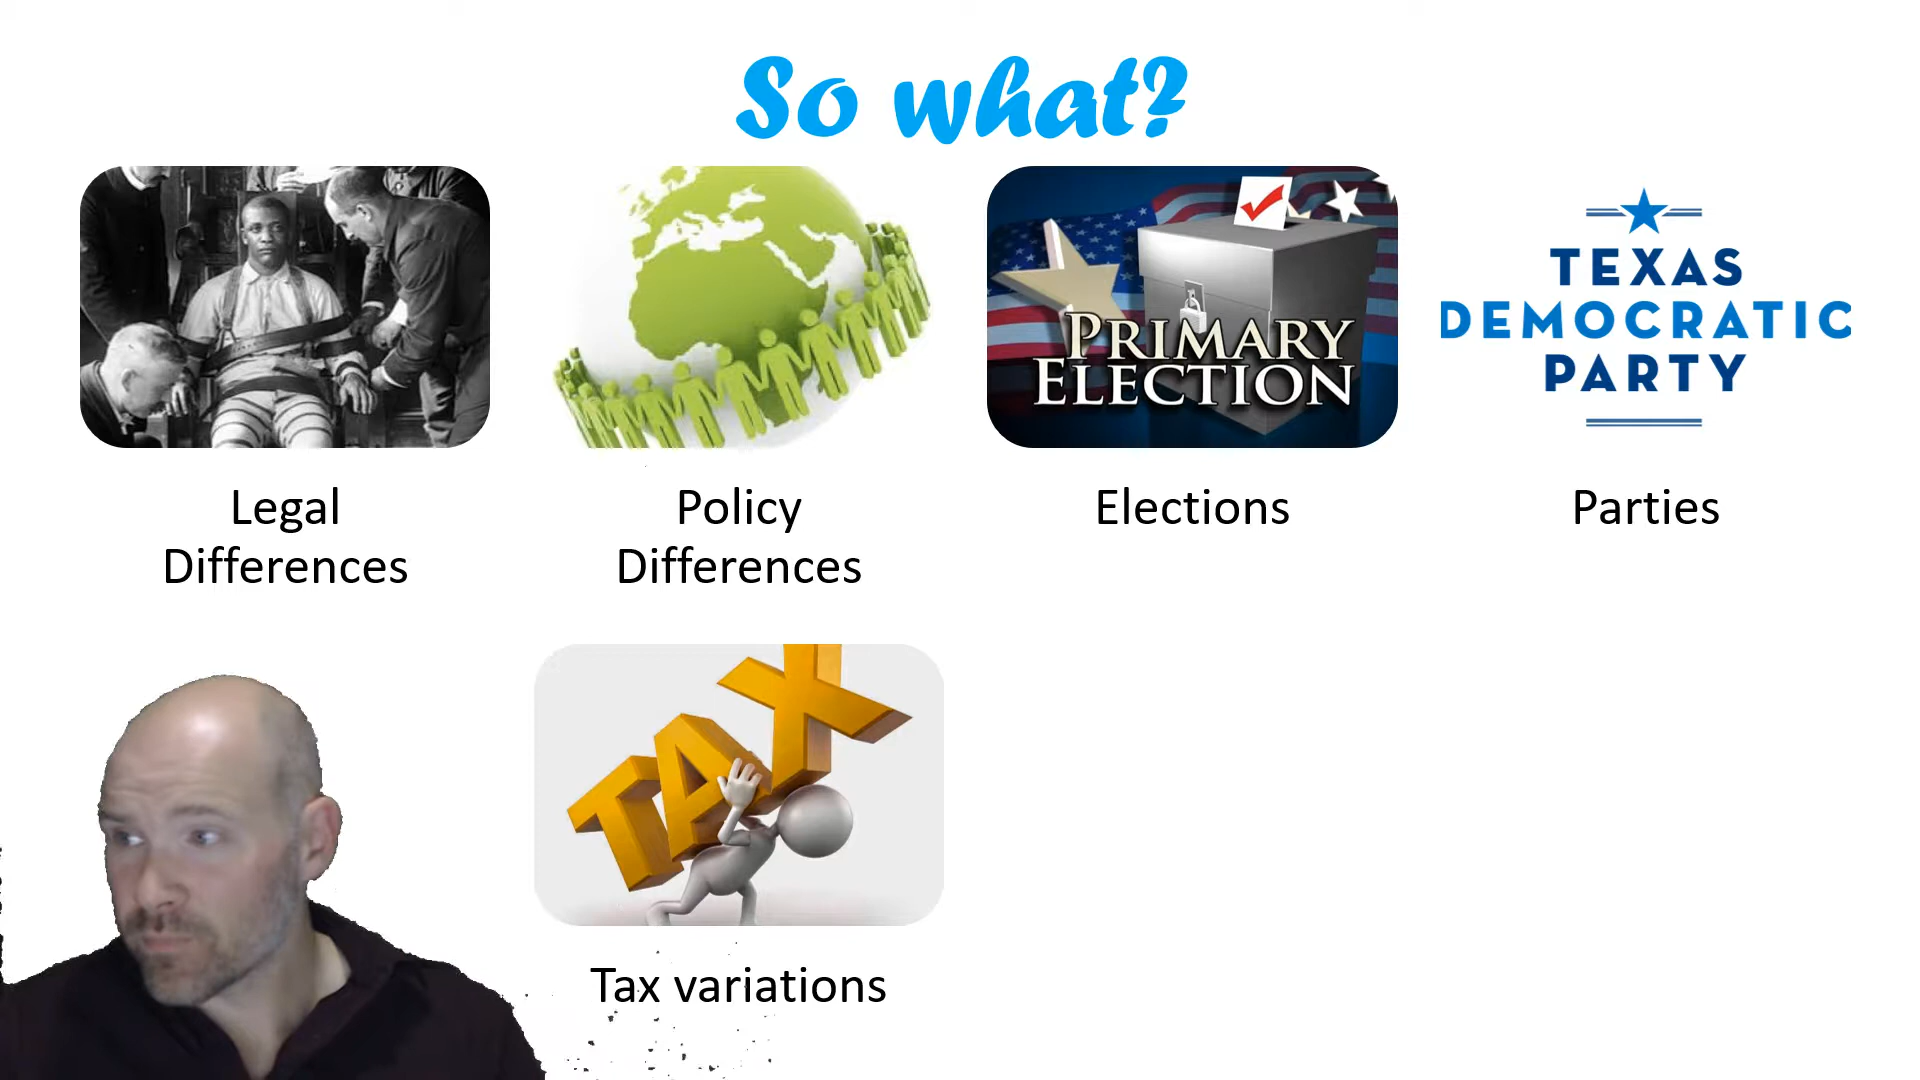 So what?
PRIMARY
ELECTION
TEXAS
DEMOCRATIC
PARTY
Legal
Differences
Policy
Differences
Elections
Parties
TAX
Tax variations